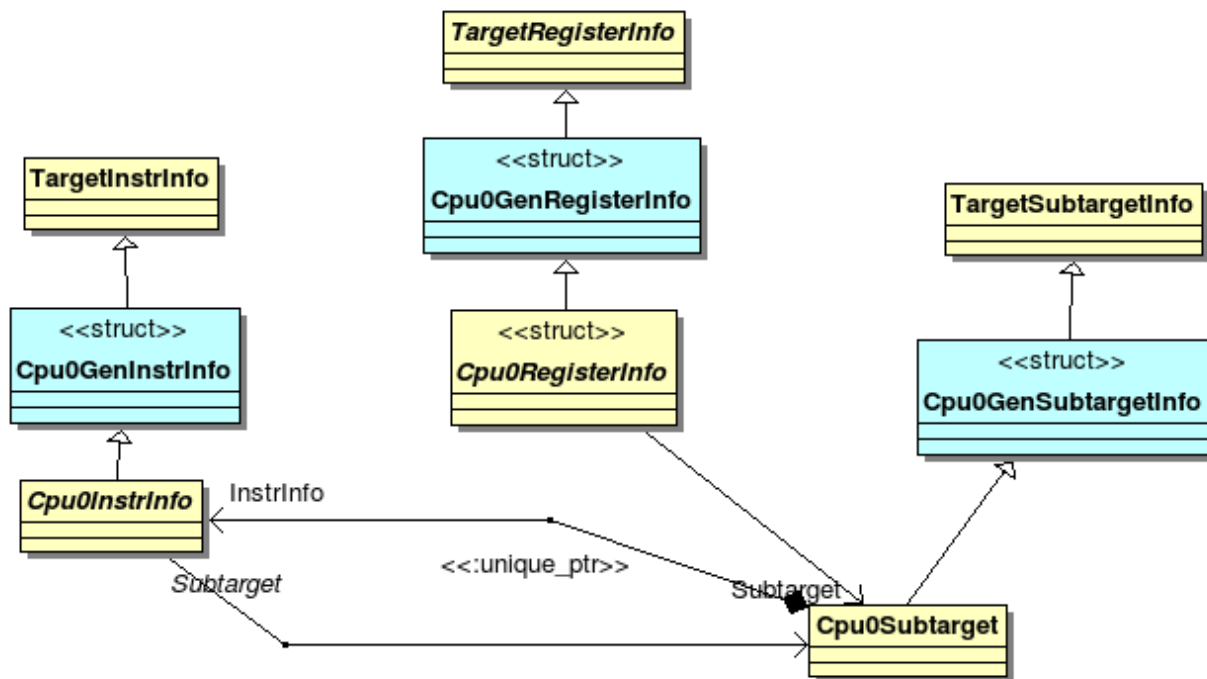 TargetRegisterInfo
<<struct>>
Cpu0GenRegisterInfo
TargetInstrInfo
TargetSubtargetInfo
<<struct>>
Cpu0GenInstrInfo
<<struct>>
Cpu0RegisterInfo
<<struct>>
Cpu0GenSubtargetInfo
Cpu0InstrInfo
InstrInfo
<<:unique_ptr>>
Subtarget
Subtarget
Cpu0Subtarget